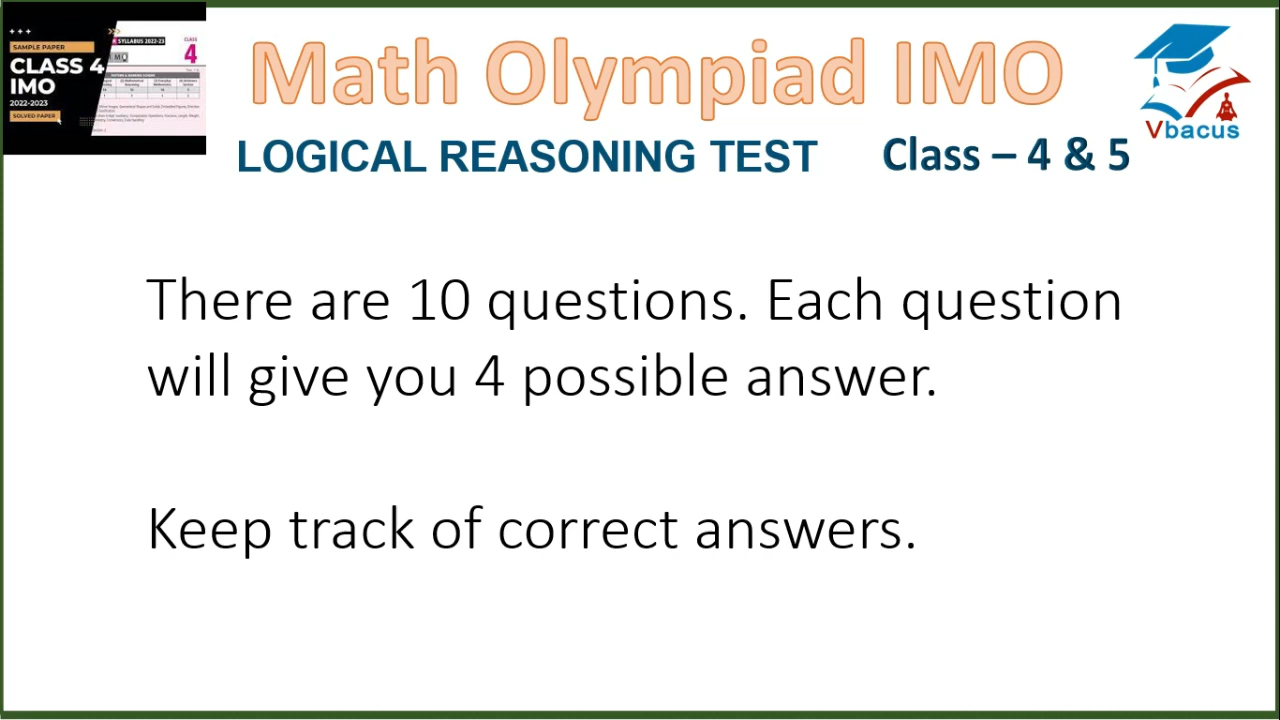 SAMPLE PAPER
CLASS 4
IMO
2022-2023
SOLVED PAPER
SYLLABUS 2022-23
CLASS
4
Math Olympiad IMO
LOGICAL REASONING TEST
Class – 4 & 5
Vbacus
There are 10 questions. Each question
will give you 4 possible answer.
Keep track of correct answers.